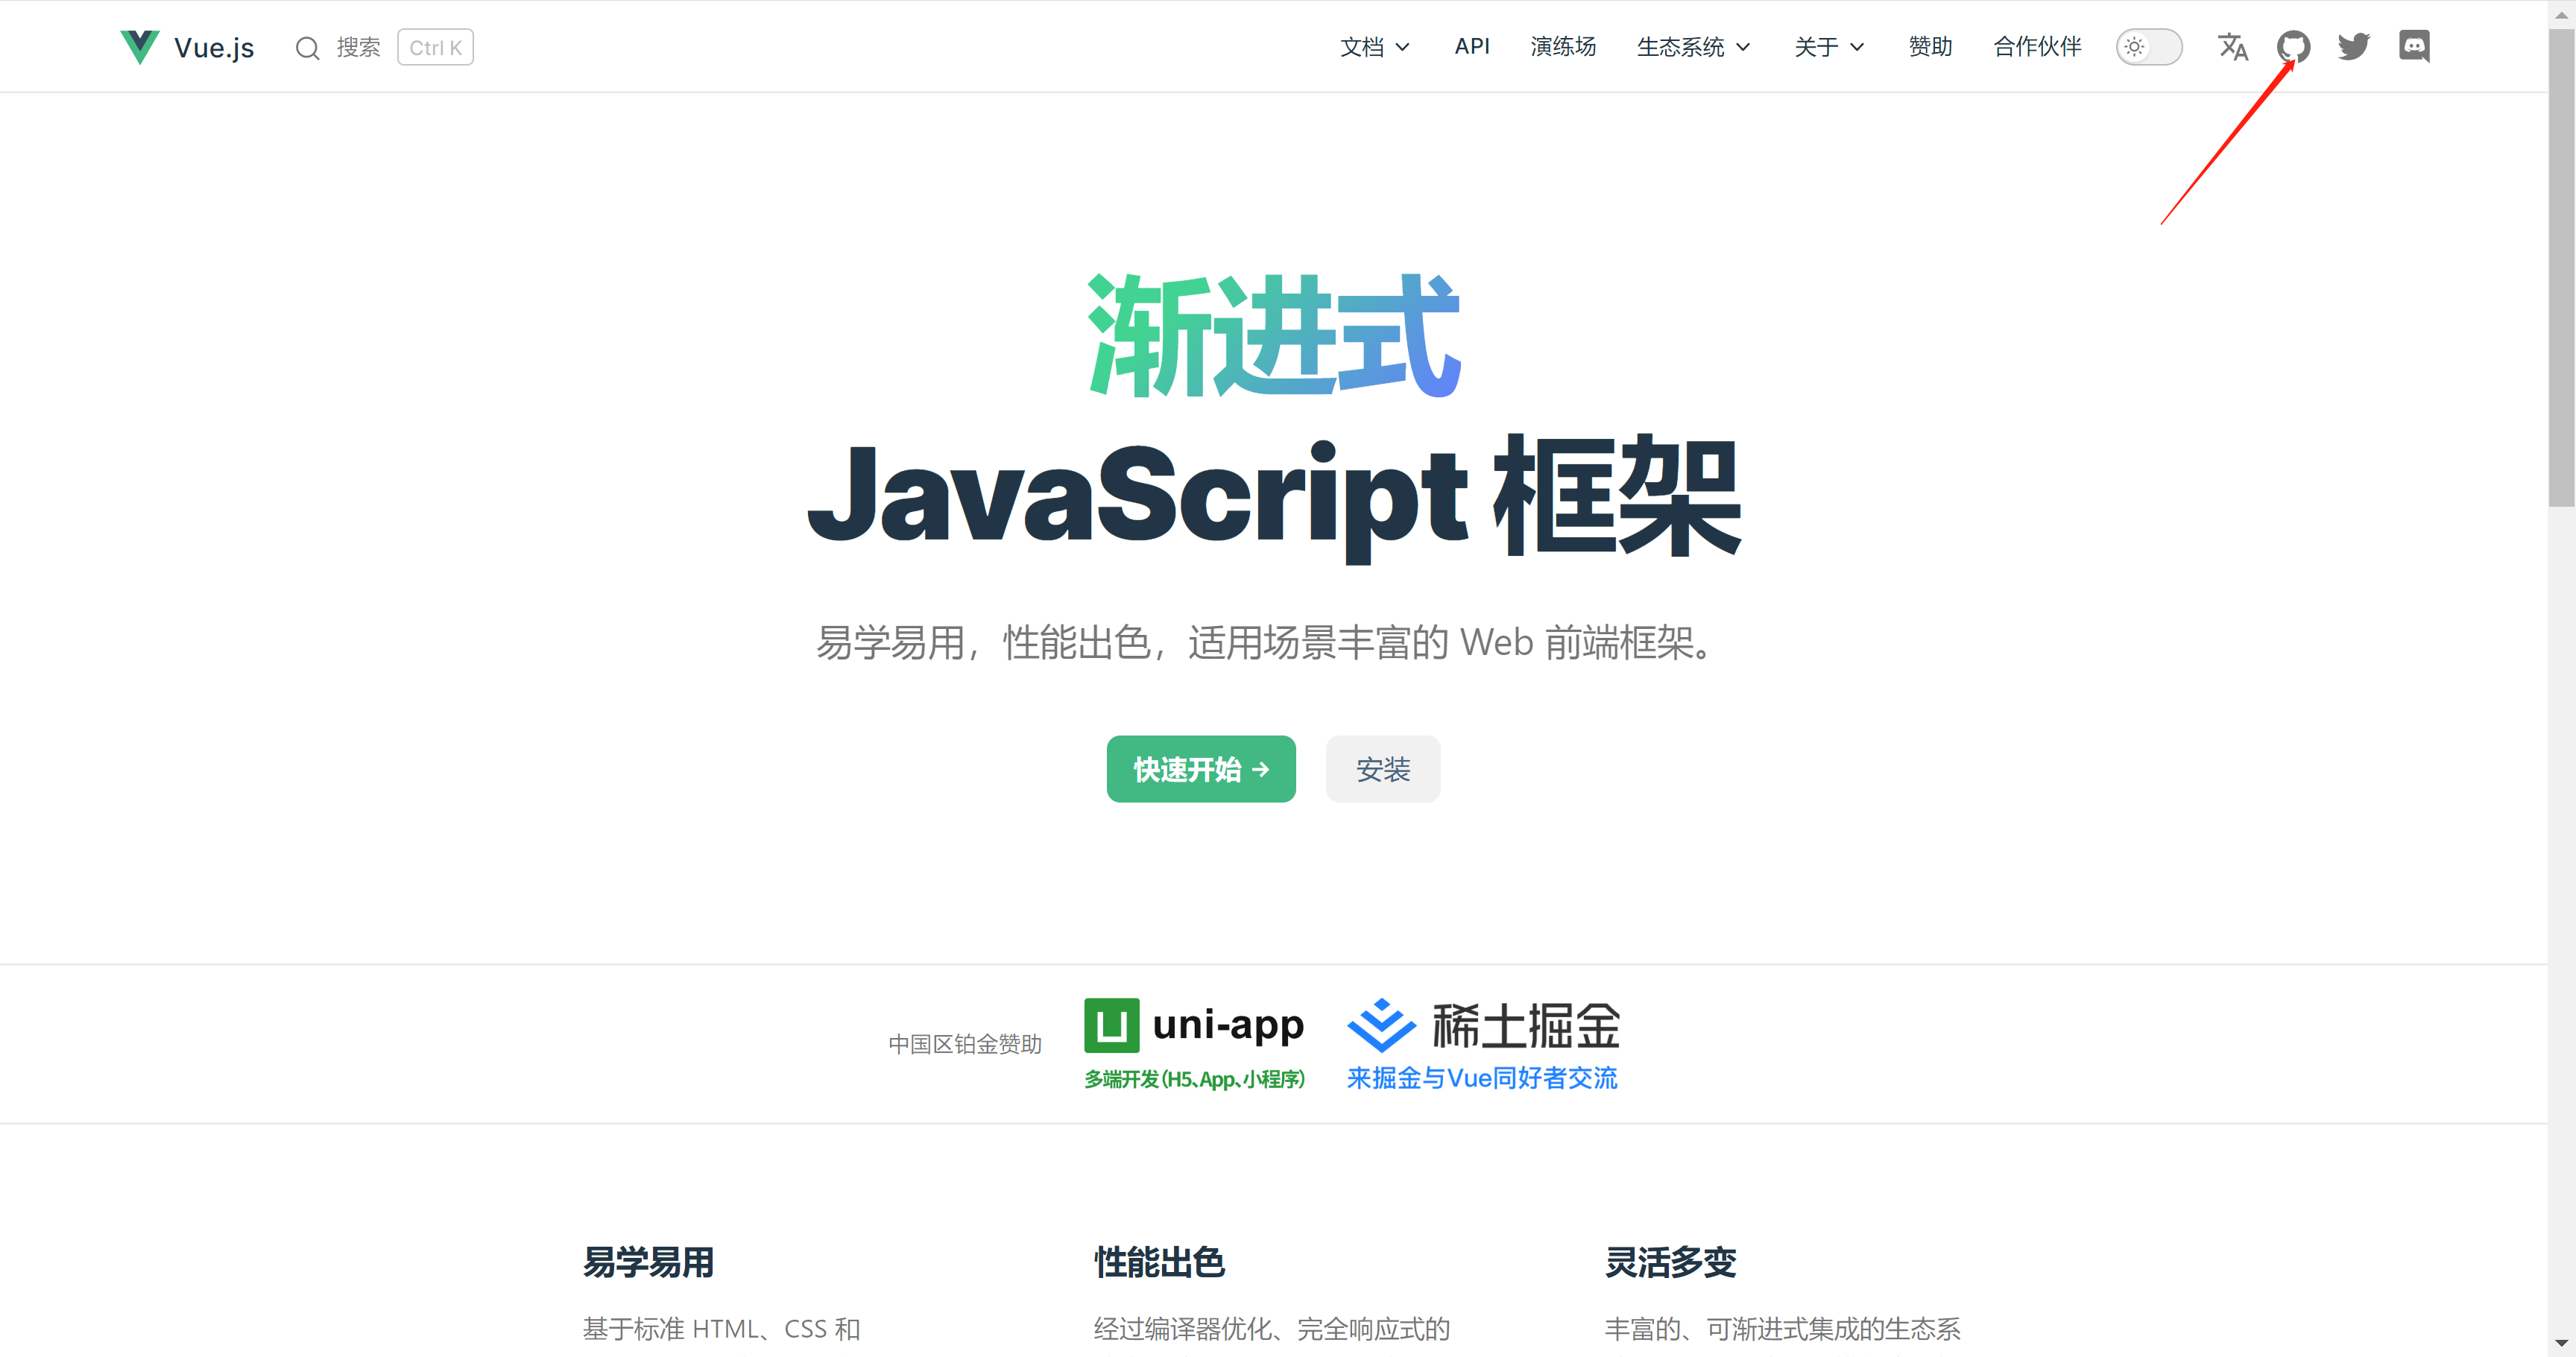 Vue.js 搜索 Ctrl K 文档 API 演练场 生态系统 关于 赞助 合作伙伴
渐进式
JavaScript 框架
易学易用，性能出色，适用场景丰富的 Web 前端框架。
快速开始 → 安装
中国区铂金赞助
uni-app
多端开发(H5、App、小程序)
稀土掘金
来掘金与Vue同好者交流
易学易用
基于标准 HTML、CSS 和
性能出色
经过编译器优化、完全响应式的
灵活多变
丰富的、可渐进式集成的生态系